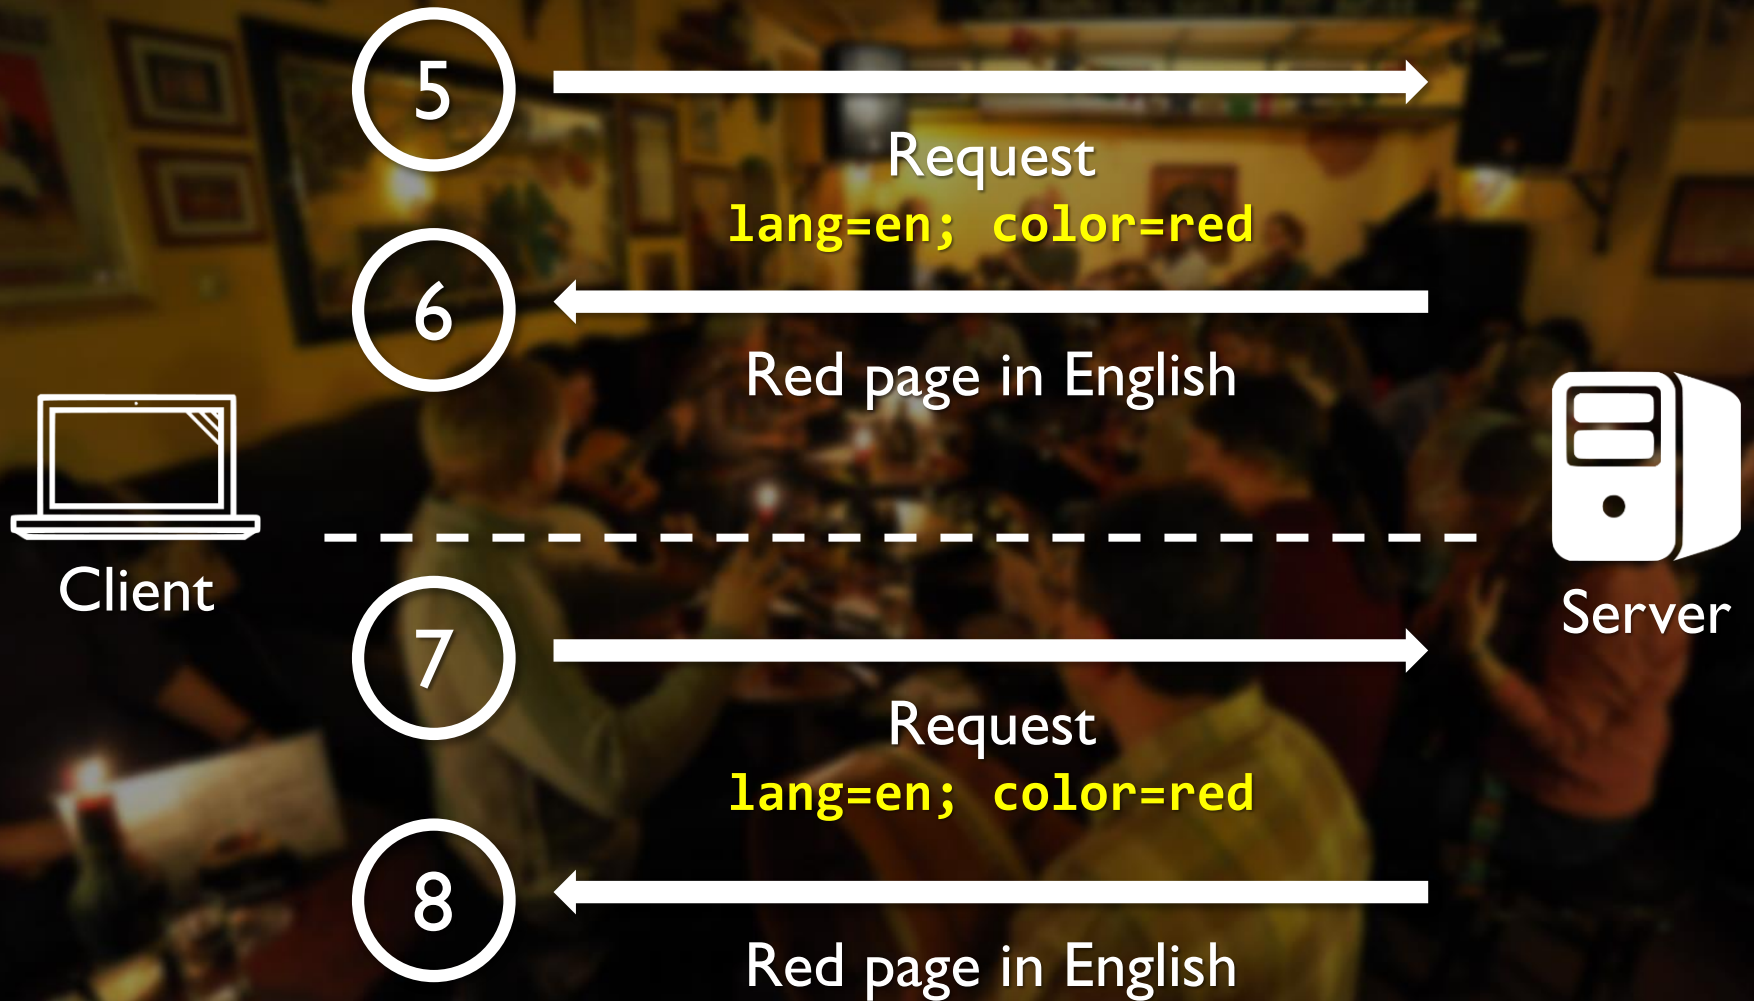 5
Request
lang=en; color=red
6
Red page in English
Client
Server
7
Request
lang=en; color=red
8
Red page in English